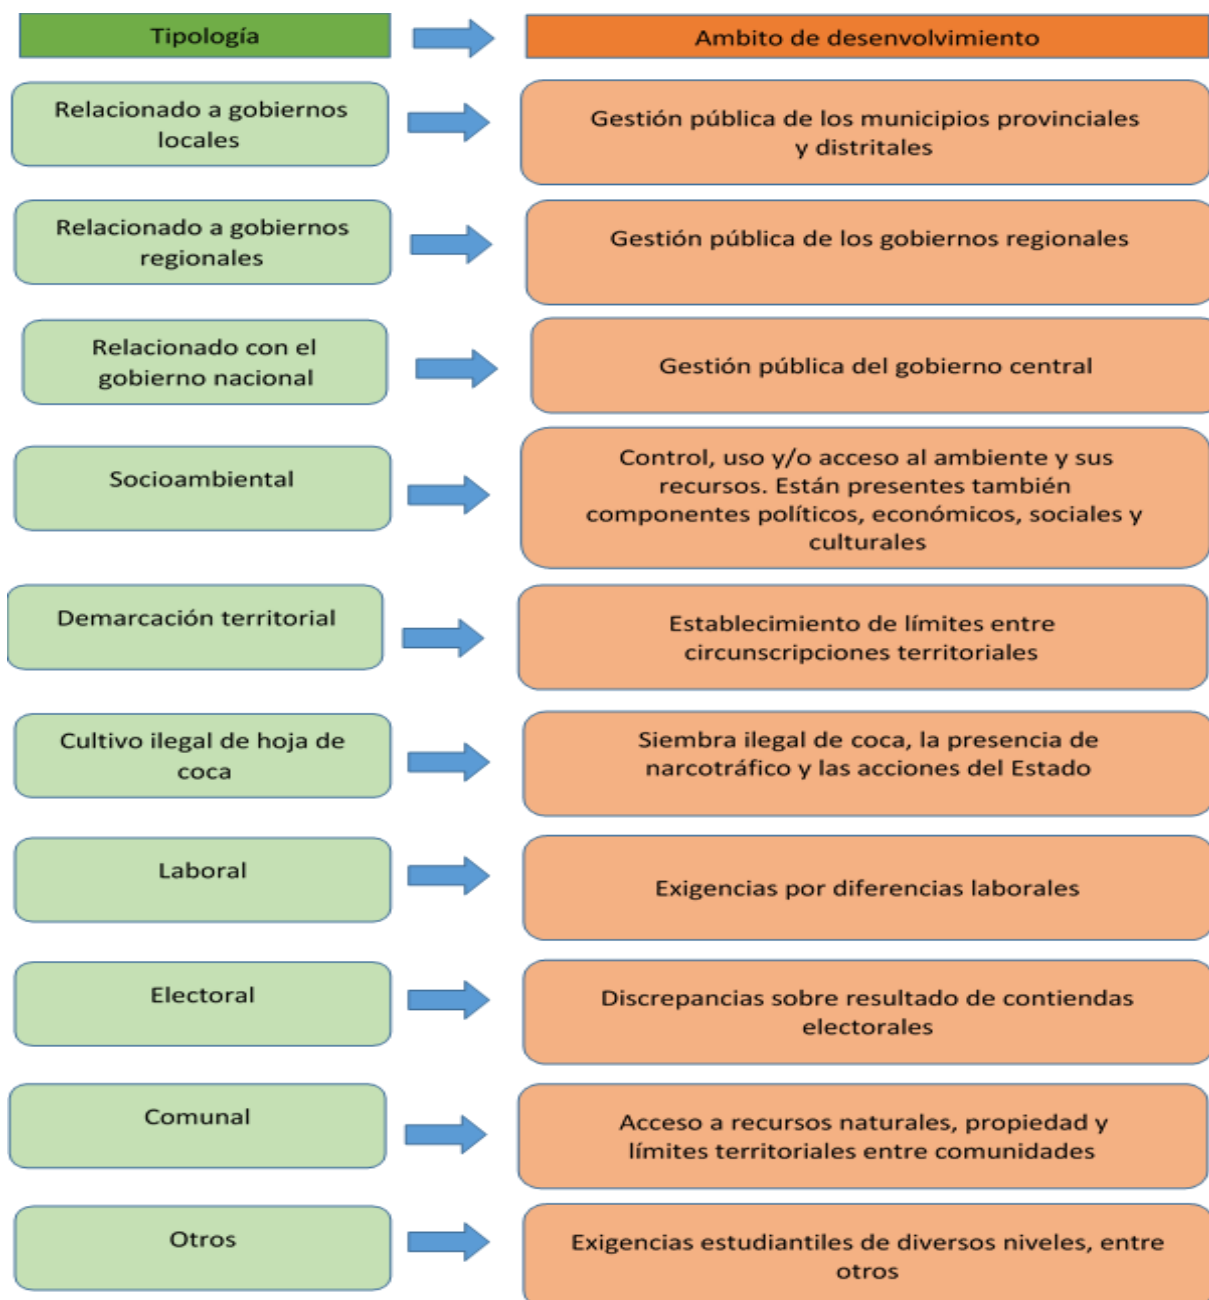 Tipología
Ambito de desenvolvimiento
Relacionado a gobiernos
locales
Gestión pública de los municipios provinciales
y distritales
Relacionado a gobiernos
regionales
Gestión pública de los gobiernos regionales
Relacionado con el
gobierno nacional
Gestión pública del gobierno central
Socioambiental
Control, uso y/o acceso al ambiente y sus
recursos. Están presentes también
componentes políticos, económicos, sociales y
culturales
Demarcación territorial
Establecimiento de límites entre
circunscripciones territoriales
Cultivo ilegal de hoja de
coca
Siembra ilegal de coca, la presencia de
narcotráfico y las acciones del Estado
Laboral
Exigencias por diferencias laborales
Electoral
Discrepancias sobre resultado de contiendas
electorales
Comunal
Acceso a recursos naturales, propiedad y
límites territoriales entre comunidades
Otros
Exigencias estudiantiles de diversos niveles, entre
otros